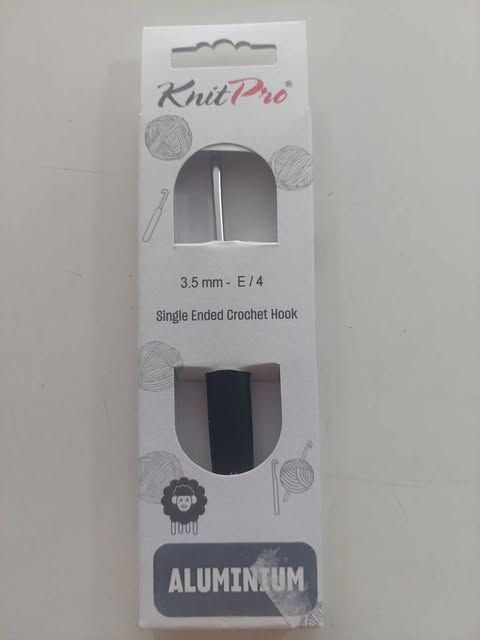 KnitPro®
3.5 mm - E / 4
Single Ended Crochet Hook
ALUMINIUM